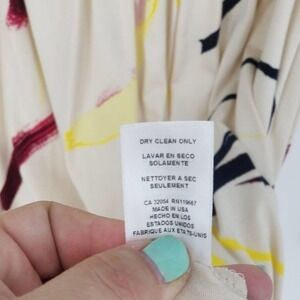 DRY CLEAN ONLY
LAVAR EN SECO
SOLAMENTE
NETTOYER A SEC
SEULEMENT
CA 32054 RN119667
MADE IN USA
HECHO EN LOS
ESTADOS UNIDOS
FABRIQUE AUX ETATS-UNIS